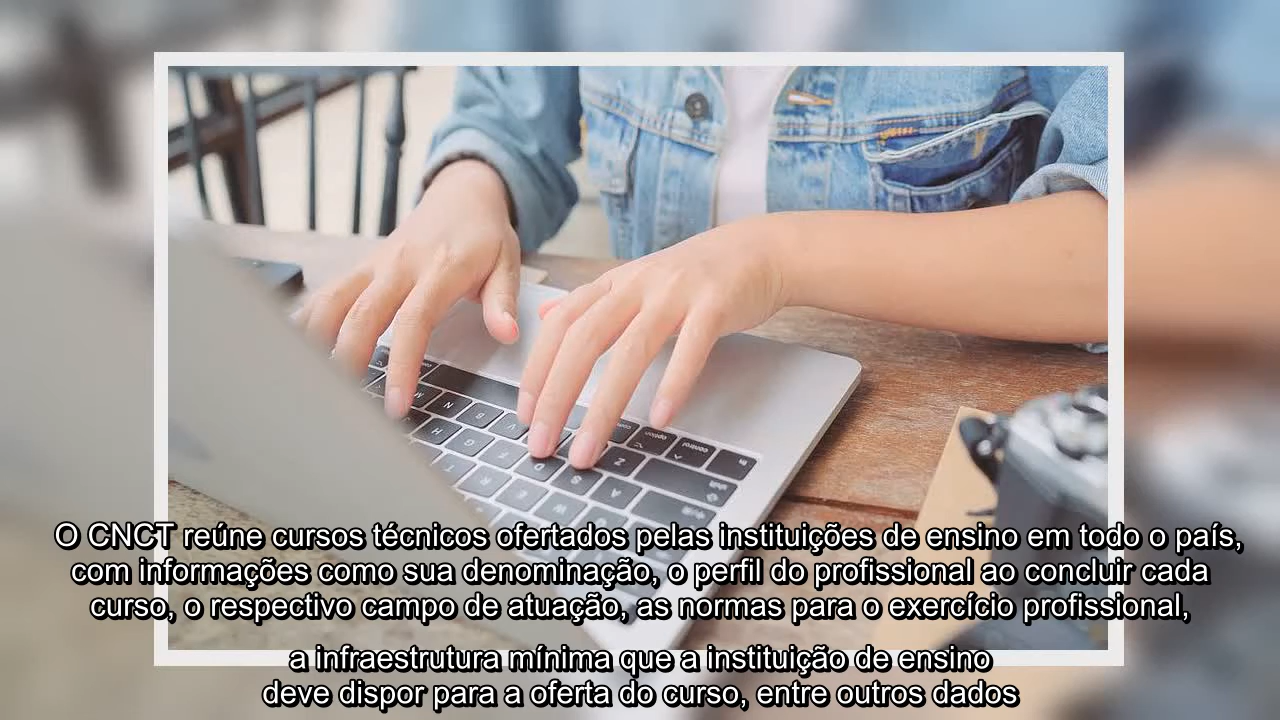 O CNCT reúne cursos técnicos ofertados pelas instituições de ensino em todo o país,
com informações como sua denominação, o perfil do profissional ao concluir cada
curso, o respectivo campo de atuação, as normas para o exercício profissional,
a infraestrutura mínima que a instituição de ensino
deve dispor para a oferta do curso, entre outros dados